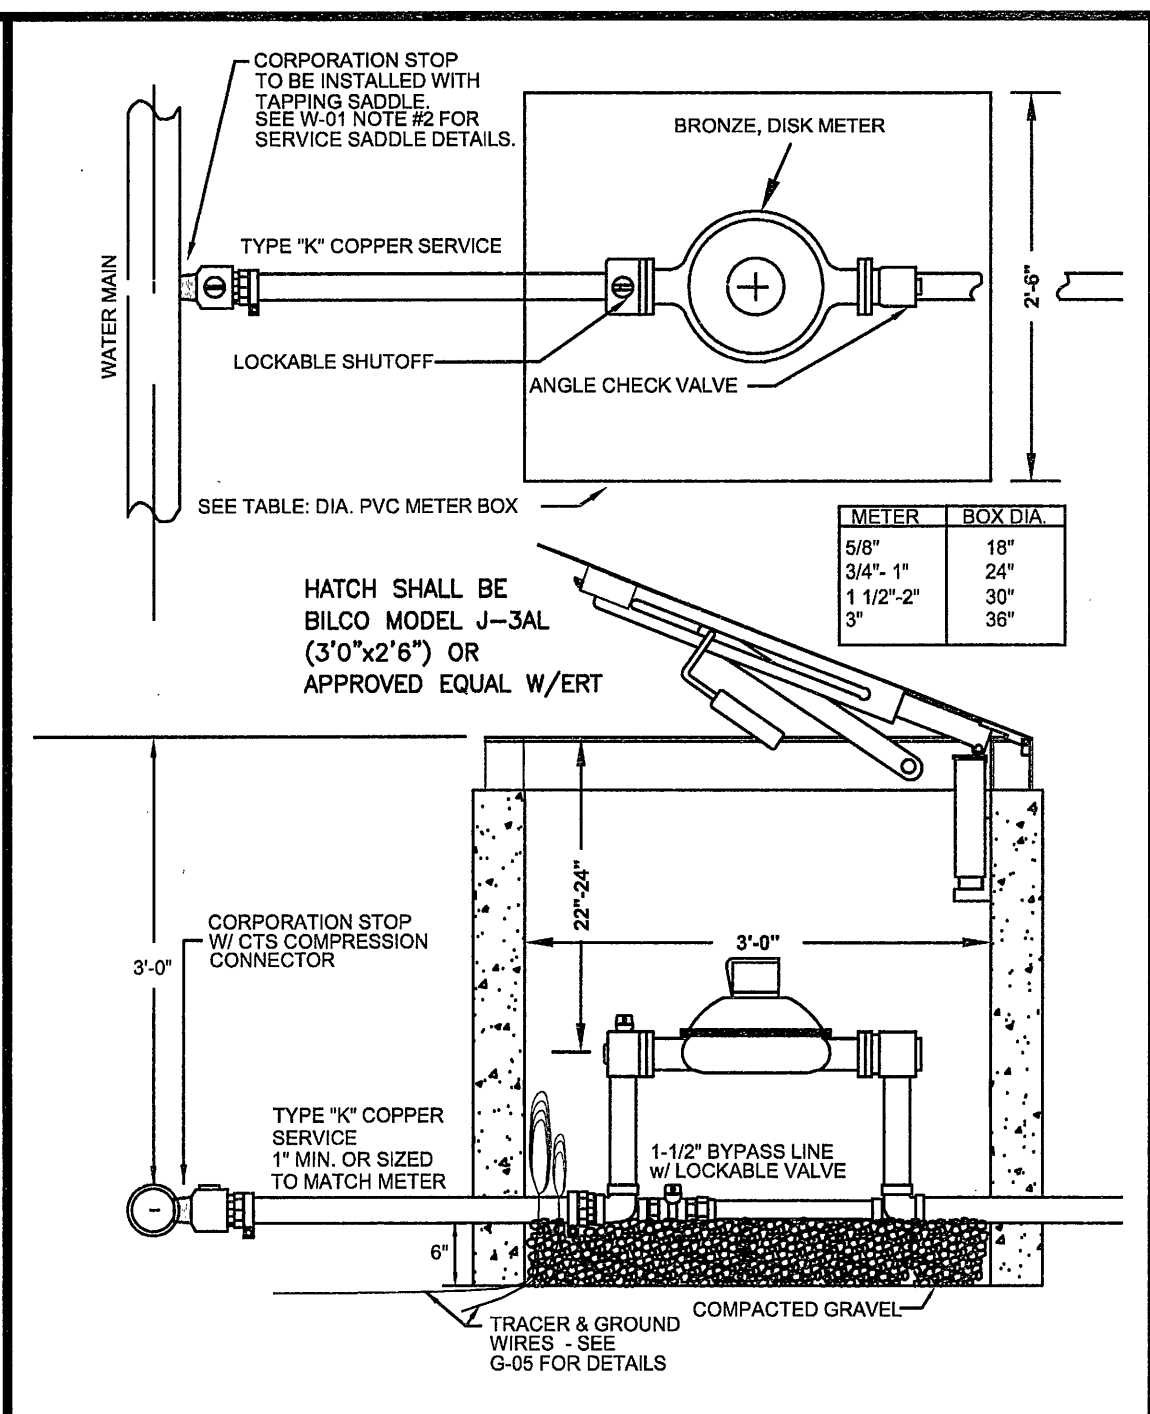 CORPORATION STOP
TO BE INSTALLED WITH
TAPPING SADDLE.
SEE W-01 NOTE #2 FOR
SERVICE SADDLE DETAILS.
BRONZE, DISK METER
TYPE "K" COPPER SERVICE
WATER MAIN
2'-6"
LOCKABLE SHUTOFF
ANGLE CHECK VALVE
SEE TABLE: DIA. PVC METER BOX
METER BOX DIA.
5/8" 18"
3/4"- 1" 24"
1 1/2"-2" 30"
3" 36"
HATCH SHALL BE
BILCO MODEL J-3AL
(3'0"x2'6") OR
APPROVED EQUAL W/ERT
22"-24"
CORPORATION STOP
W/ CTS COMPRESSION
CONNECTOR
3'-0"
3'-0"
TYPE "K" COPPER
SERVICE
1" MIN. OR SIZED
TO MATCH METER
1-1/2" BYPASS LINE
w/ LOCKABLE VALVE
6"
COMPACTED GRAVEL
TRACER & GROUND
WIRES - SEE
G-05 FOR DETAILS